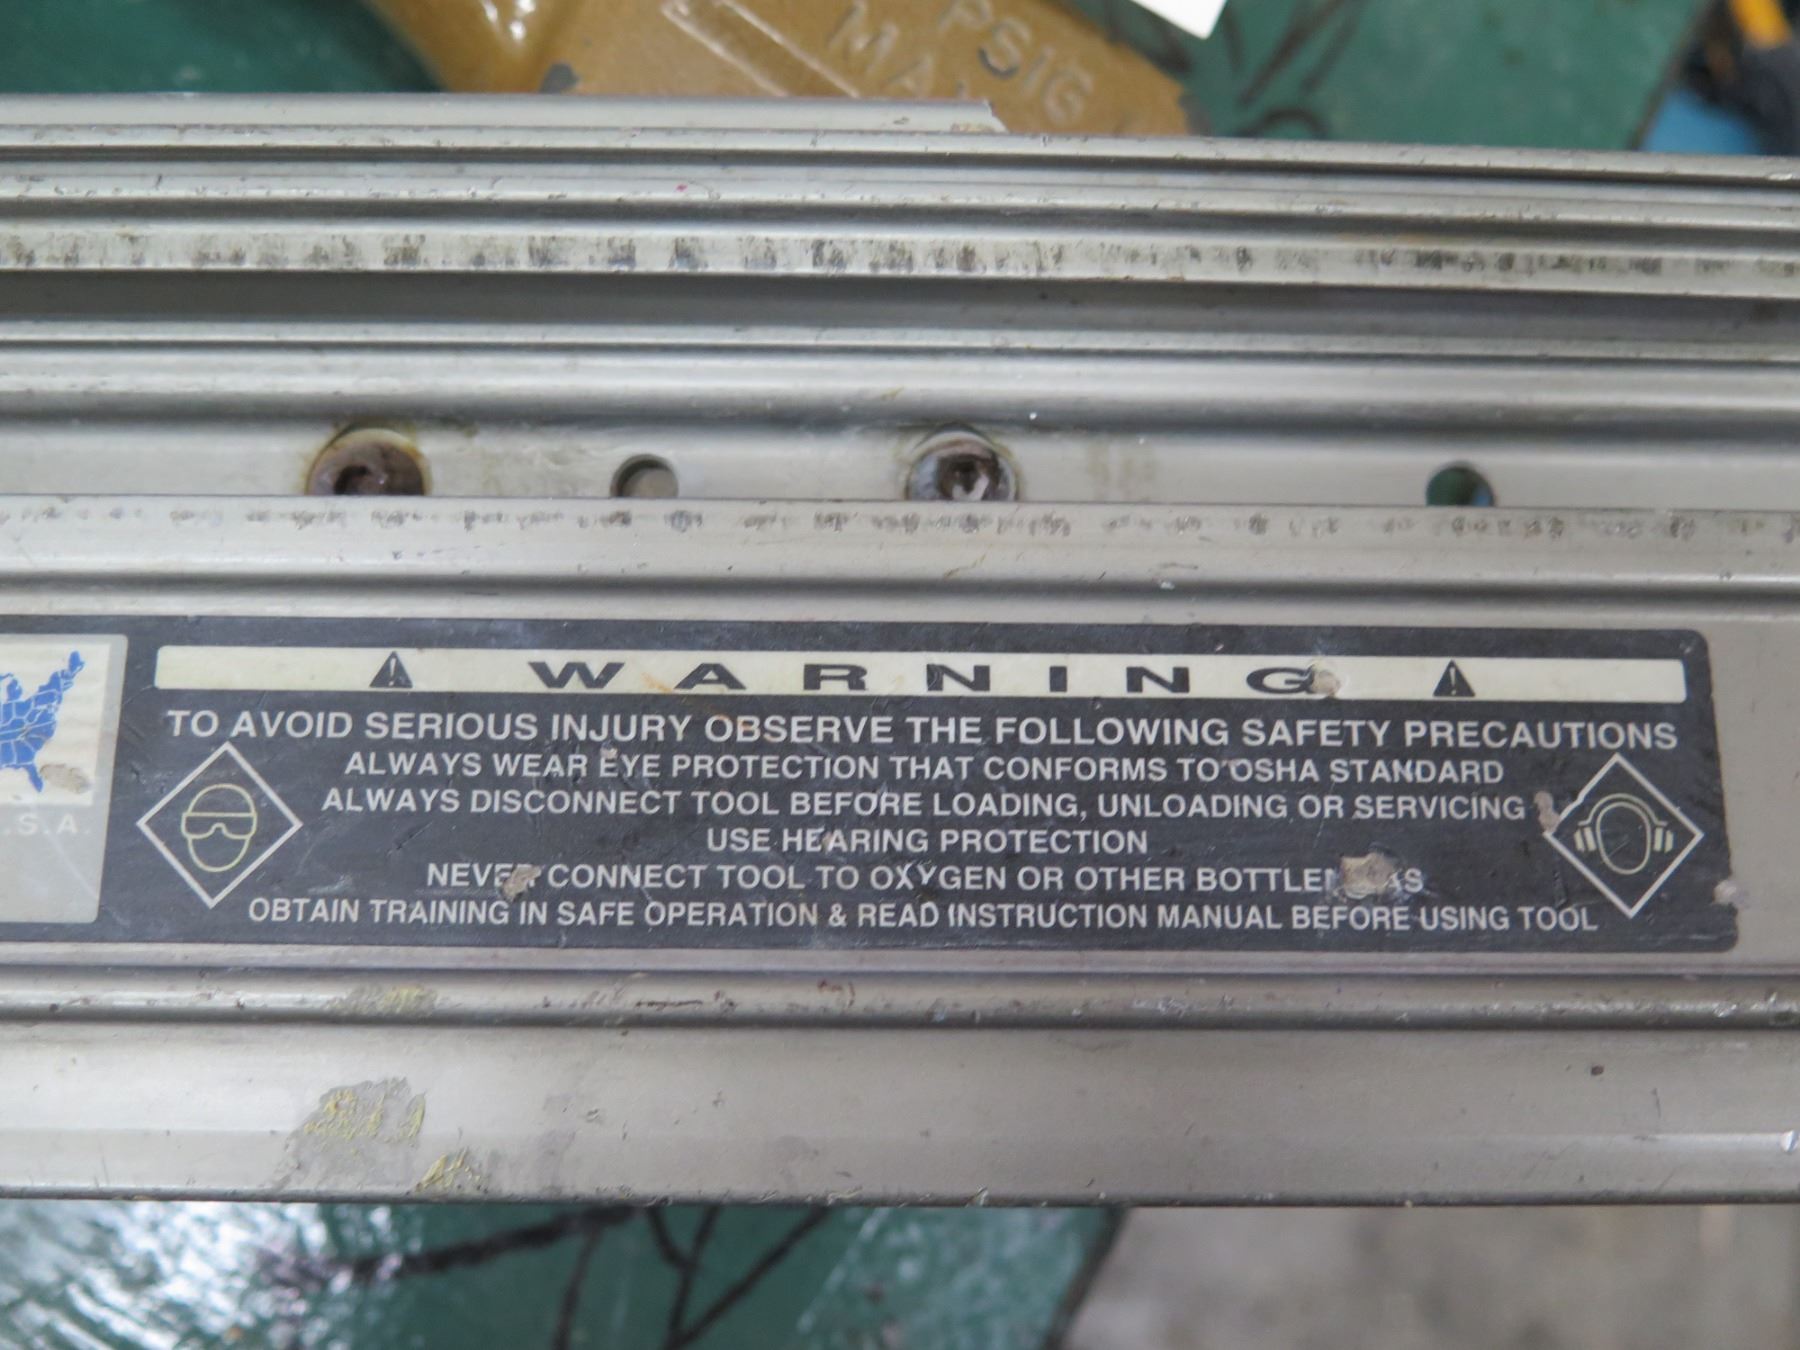 PSIG
MA
WARNING
TO AVOID SERIOUS INJURY OBSERVE THE FOLLOWING SAFETY PRECAUTIONS
ALWAYS WEAR EYE PROTECTION THAT CONFORMS TO OSHA STANDARD
ALWAYS DISCONNECT TOOL BEFORE LOADING, UNLOADING OR SERVICING
.S.A.
USE HEARING PROTECTION
NEVER CONNECT TOOL TO OXYGEN OR OTHER
OBTAIN TRAINING IN SAFE OPERATION & READ INSTRUCTION MANUAL BEFORE USING TOOL